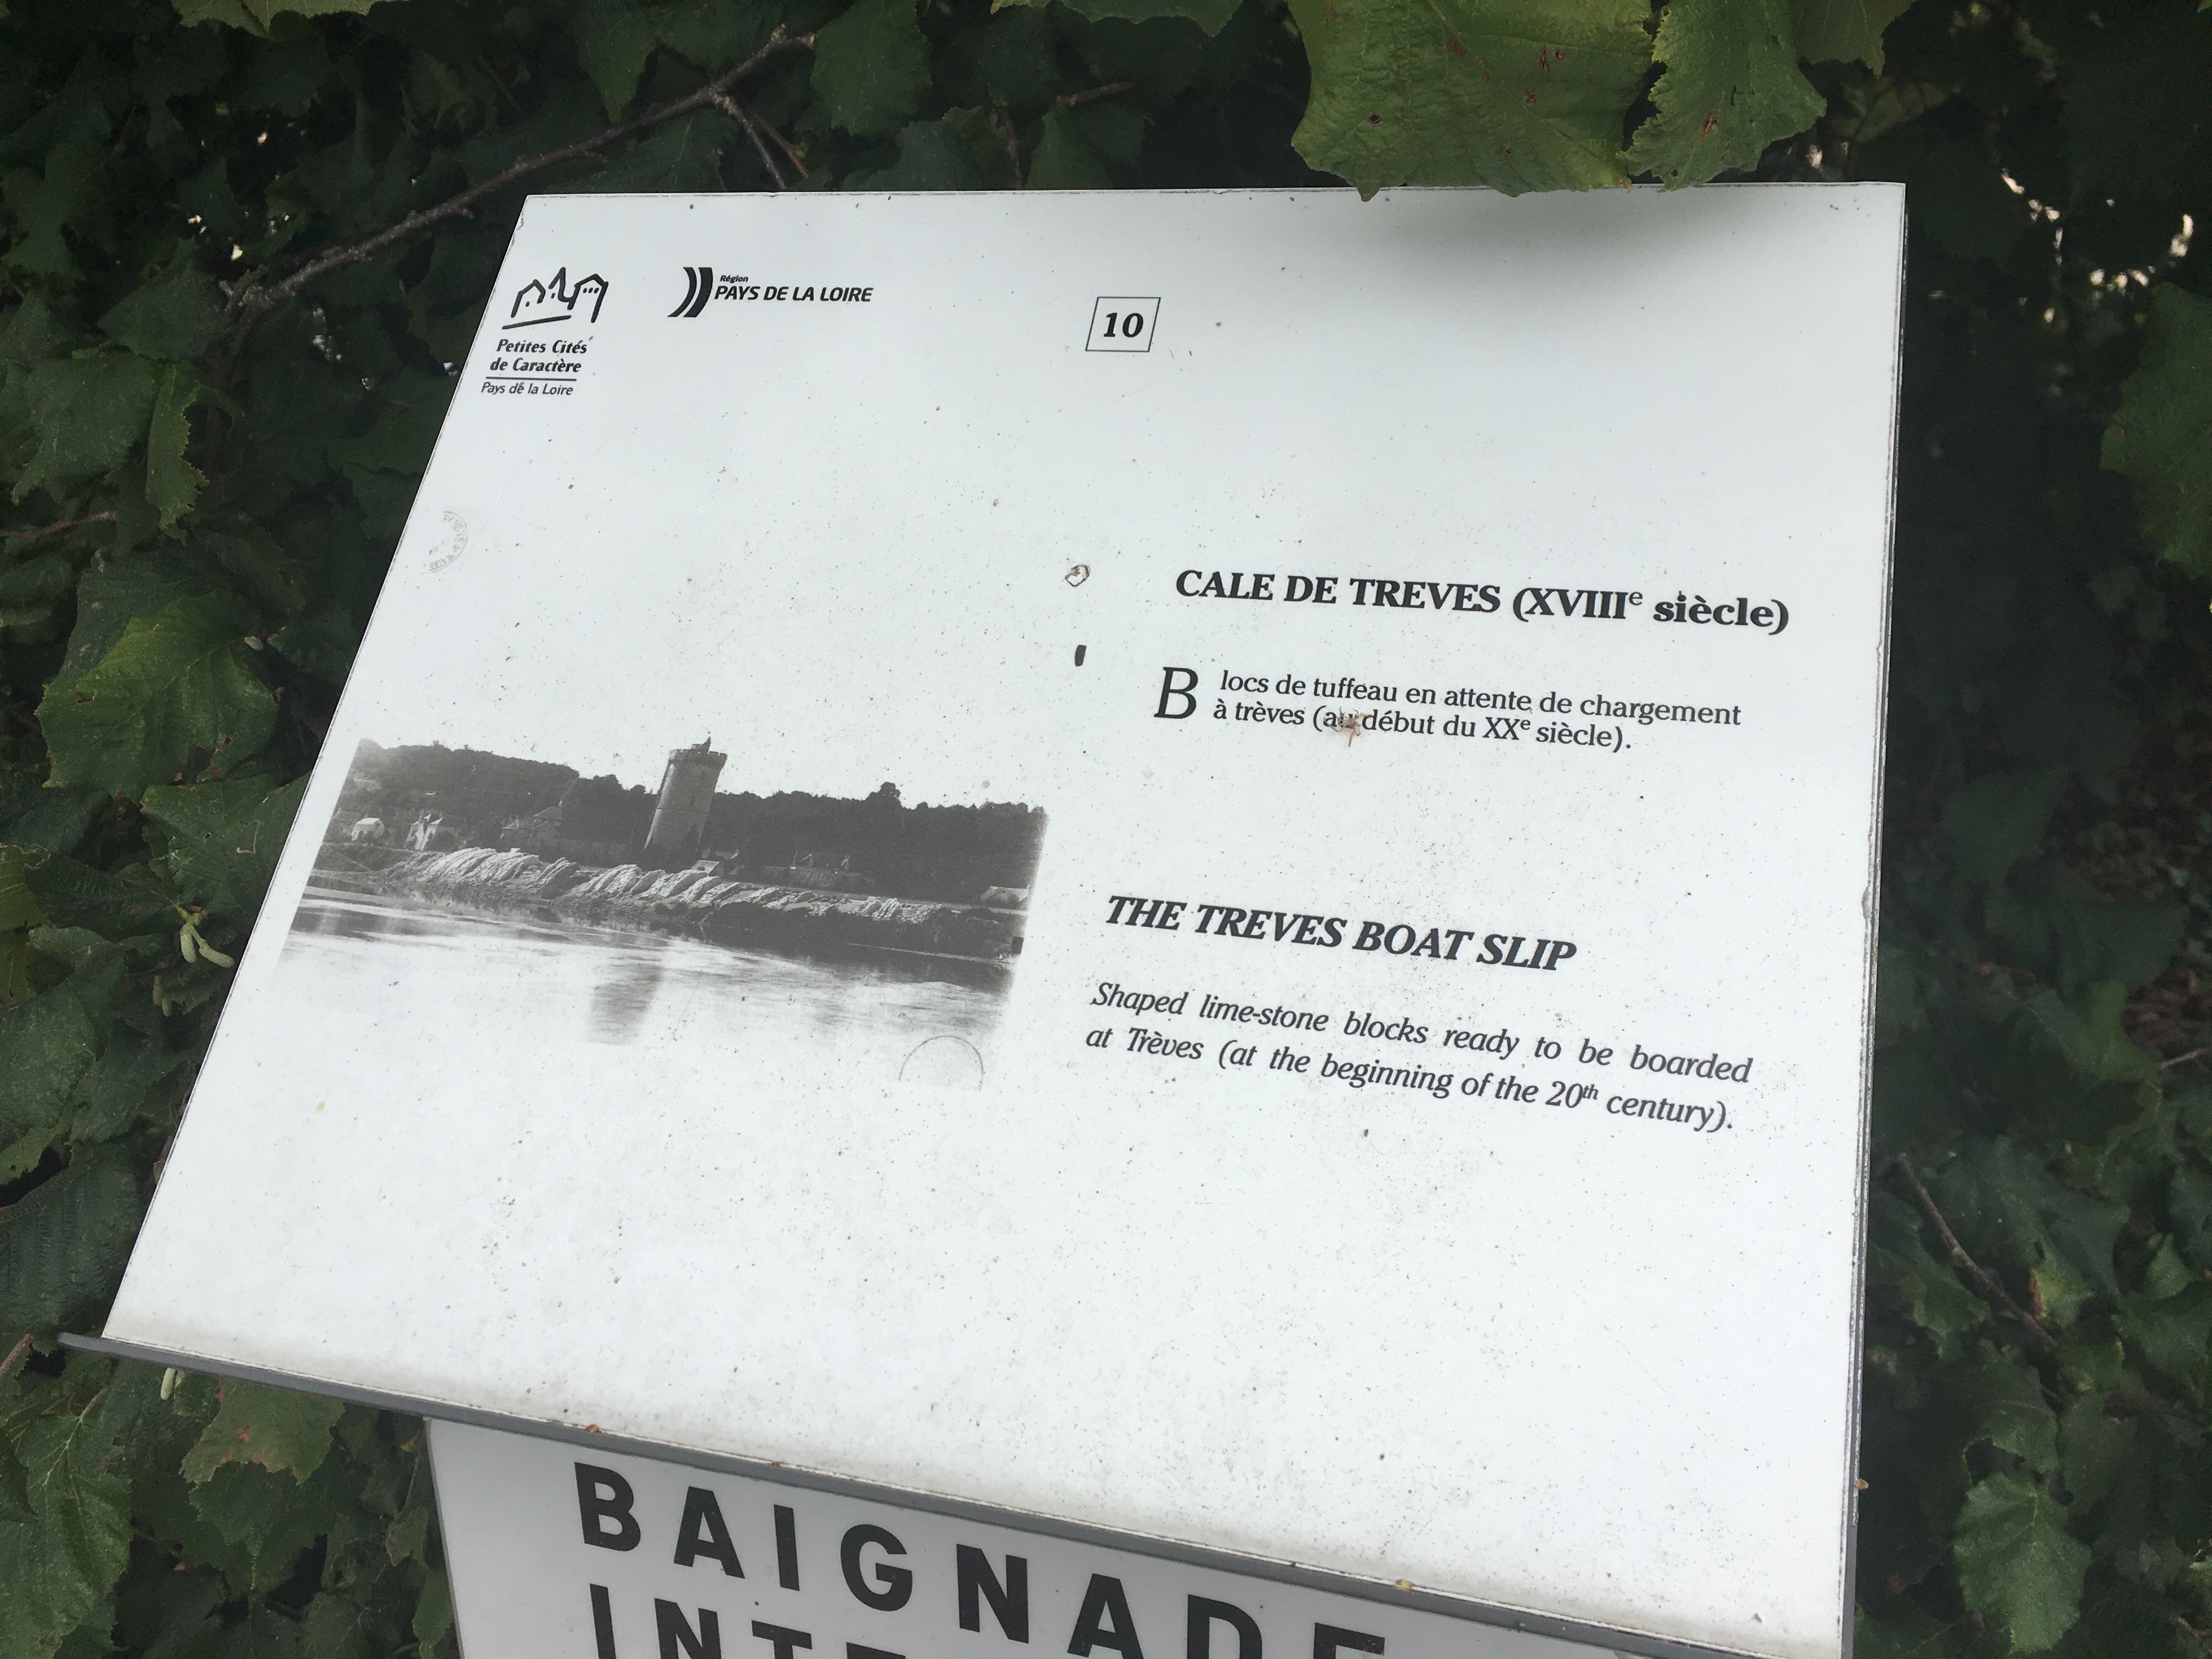 Petites Cités
de Caractère
Pays de la Loire
Région
PAYS DE LA LOIRE
10
CALE DE TREVES (XVIIIe siècle)
Blocs de tuffeau en attente de chargement
à trèves (au début du XXe siècle).
THE TREVES BOAT SLIP
Shaped lime-stone blocks ready to be boarded
at Trèves (at the beginning of the 20th century).
BAIGNADE